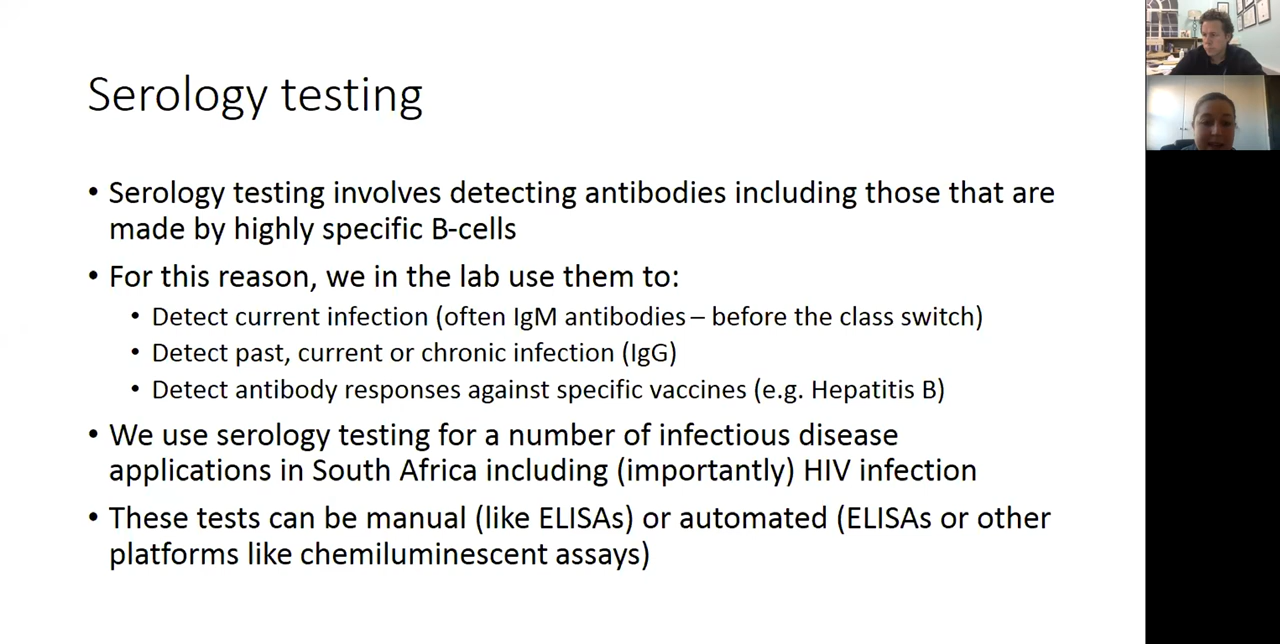 Serology testing
• Serology testing involves detecting antibodies including those that are
made by highly specific B-cells
• For this reason, we in the lab use them to:
• Detect current infection (often IgM antibodies – before the class switch)
• Detect past, current or chronic infection (IgG)
• Detect antibody responses against specific vaccines (e.g. Hepatitis B)
• We use serology testing for a number of infectious disease
applications in South Africa including (importantly) HIV infection
• These tests can be manual (like ELISAs) or automated (ELISAs or other
platforms like chemiluminescent assays)